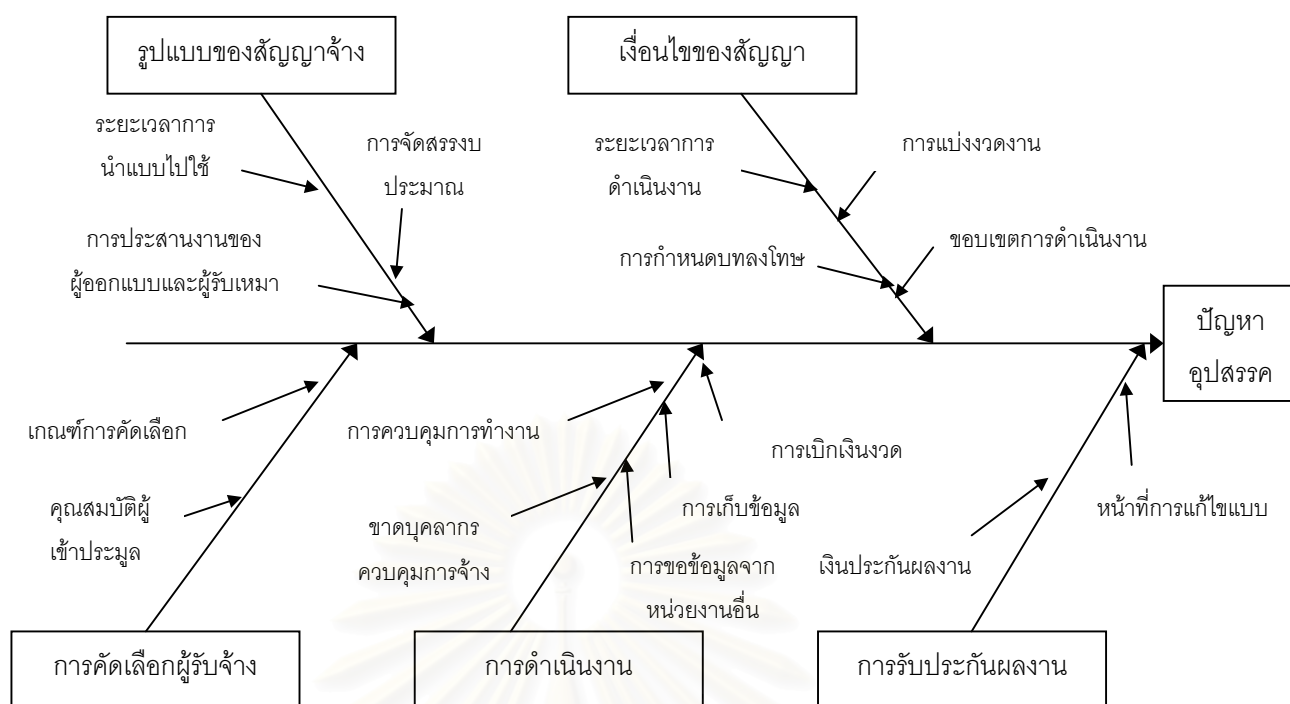 รูปแบบของสัญญาจ้าง
เงื่อนไขของสัญญา
ระยะเวลาการ
นำแบบไปใช้
การจัดสรรงบ
ประมาณ
การประสานงานของ
ผู้ออกแบบและผู้รับเหมา
ระยะเวลาการ
ดำเนินงาน
การแบ่งงวดงาน
การกำหนดบทลงโทษ
ขอบเขตการดำเนินงาน
ปัญหา
อุปสรรค
เกณฑ์การคัดเลือก
คุณสมบัติผู้
เข้าประมูล
การควบคุมการทำงาน
ขาดบุคลากร
ควบคุมการจ้าง
การเบิกเงินงวด
การเก็บข้อมูล
การขอข้อมูลจาก
หน่วยงานอื่น
เงินประกันผลงาน
หน้าที่การแก้ไขแบบ
การคัดเลือกผู้รับจ้าง
การดำเนินงาน
การรับประกันผลงาน